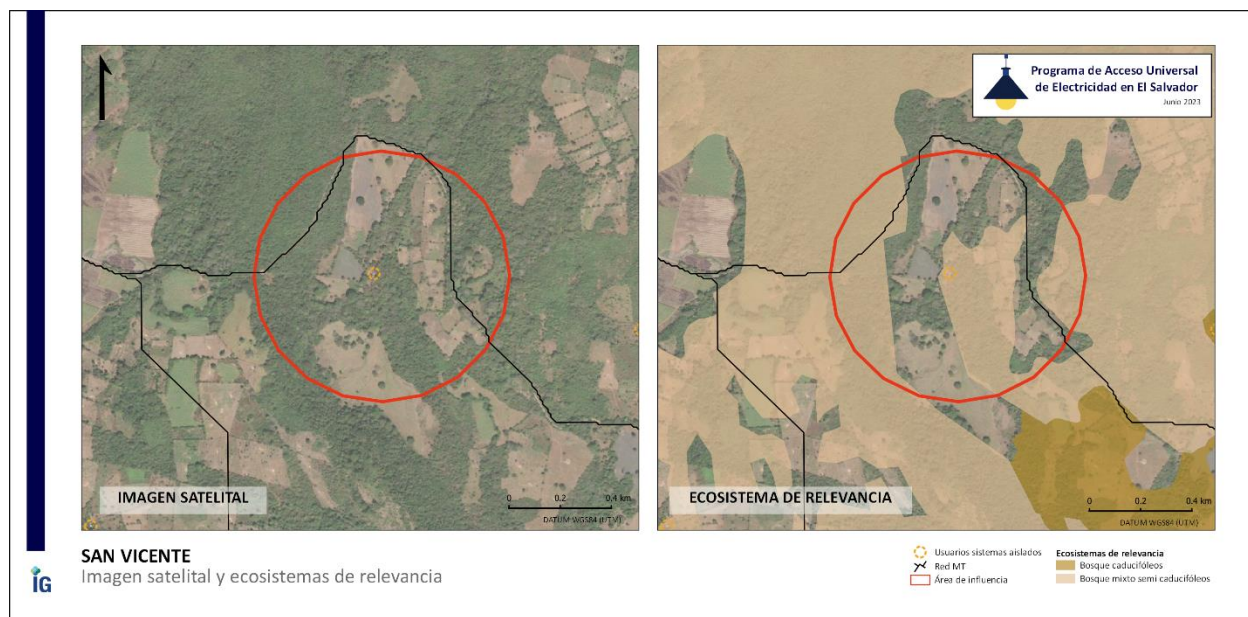 Programa de Acceso Universal
de Electricidad en El Salvador
Junio 2023
IMAGEN SATELITAL
0 0.2 0.4 km
DATUM WGS84 (UTM)
ECOSISTEMA DE RELEVANCIA
0 0.2 0.4 km
DATUM WGS84 (UTM)
SAN VICENTE
Imagen satelital y ecosistemas de relevancia
Usuarios sistemas aislados
Red MT
Área de influencia
Ecosistemas de relevancia
Bosque caducifóleos
Bosque mixto semi caducifóleos
IG